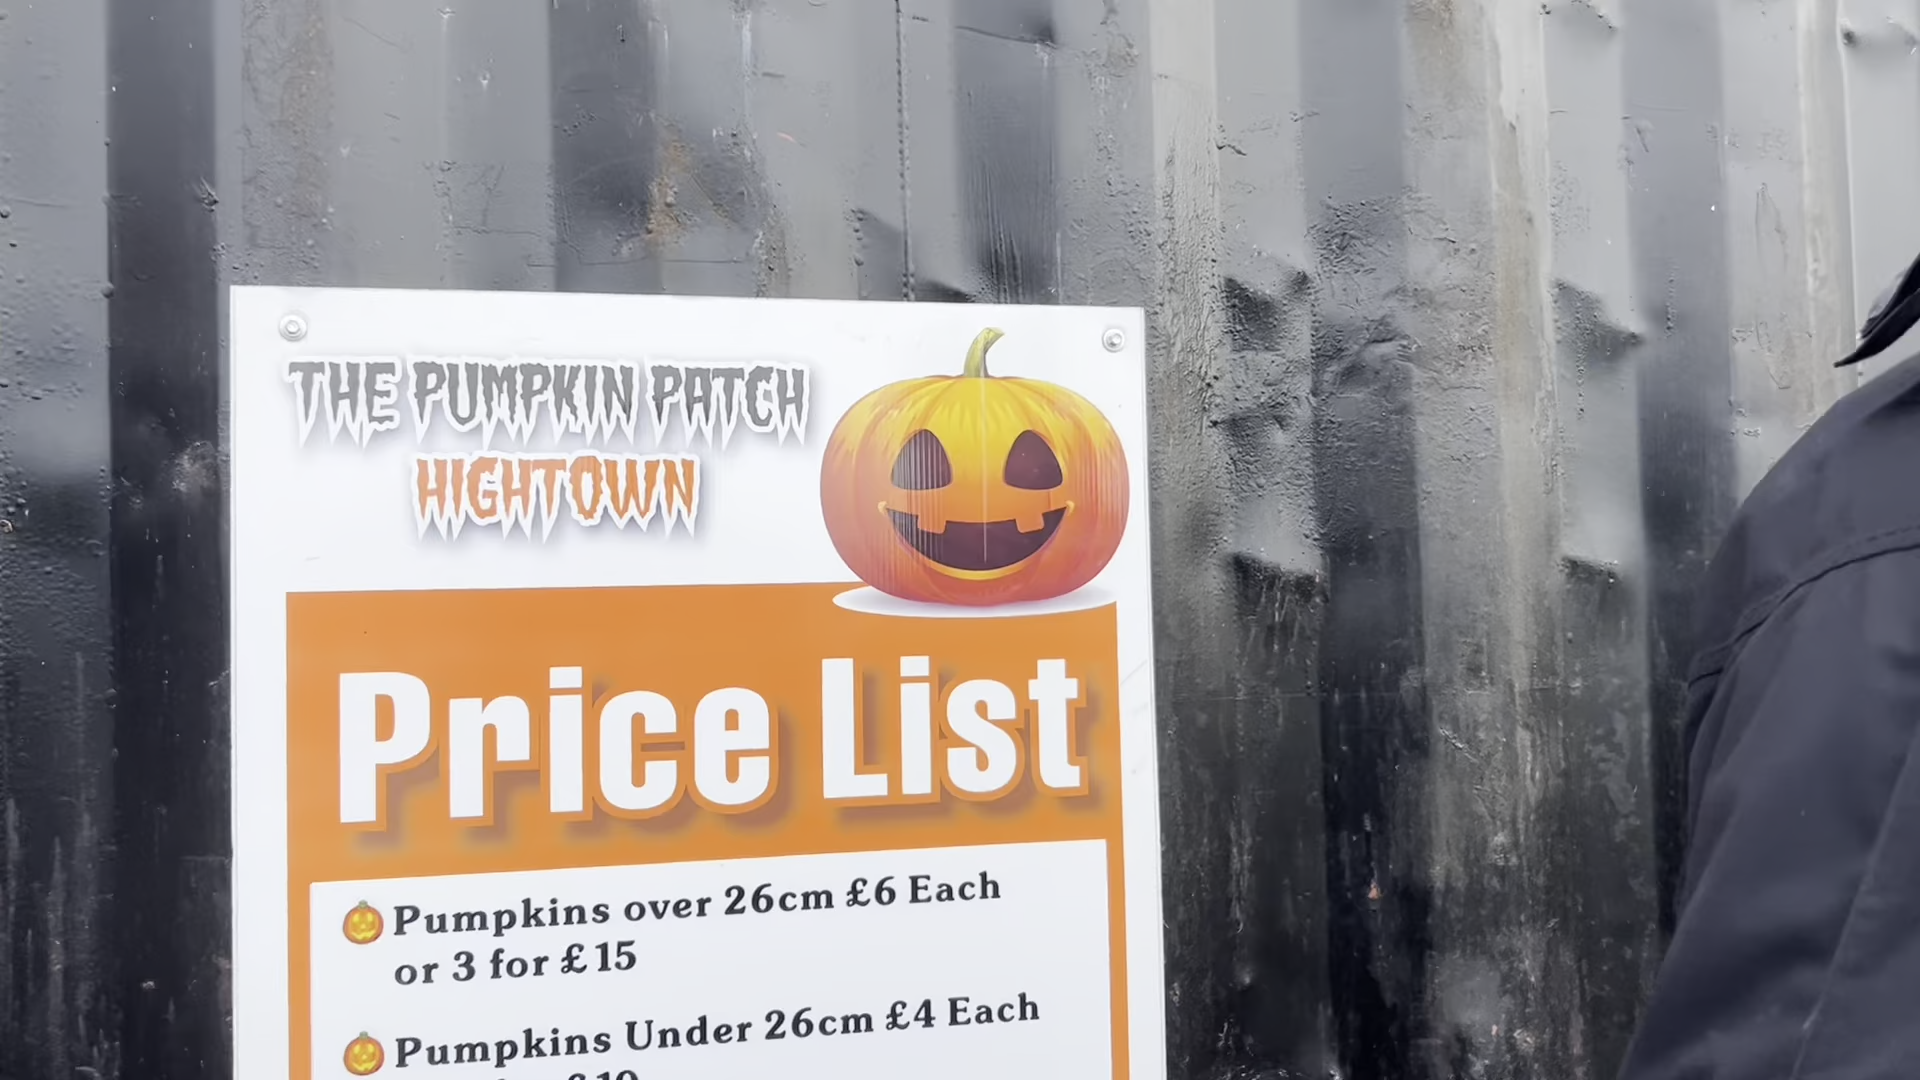 THE PUMPKIN PATCH
HIGHTOWN
Price List
Pumpkins over 26cm £6 Each
or 3 for £15
Pumpkins Under 26cm £4 Each
£10